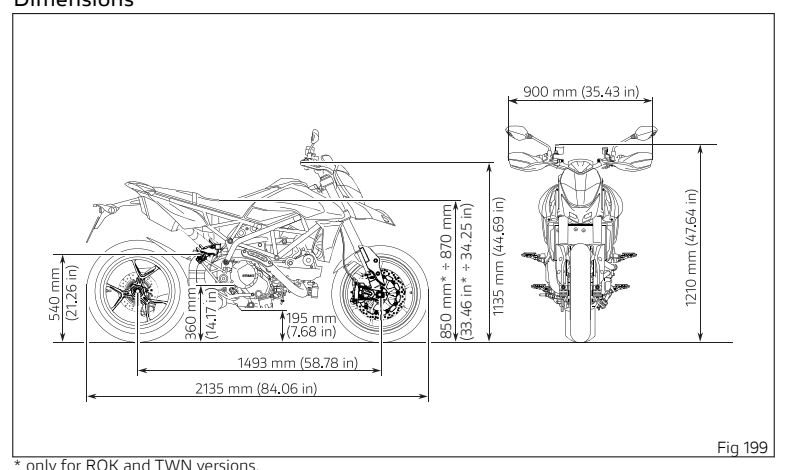 Dimensions
900 mm (35.43 in)
540 mm
(21.26 in)
360 mm
(14.17 in)
195 mm
(7.68 in)
850 mm* ÷ 870 mm
(33.46 in* ÷ 34.25 in)
1135 mm (44.69 in)
1210 mm (47.64 in)
1493 mm (58.78 in)
2135 mm (84.06 in)
Fig 199
* only for ROK and TWN versions.